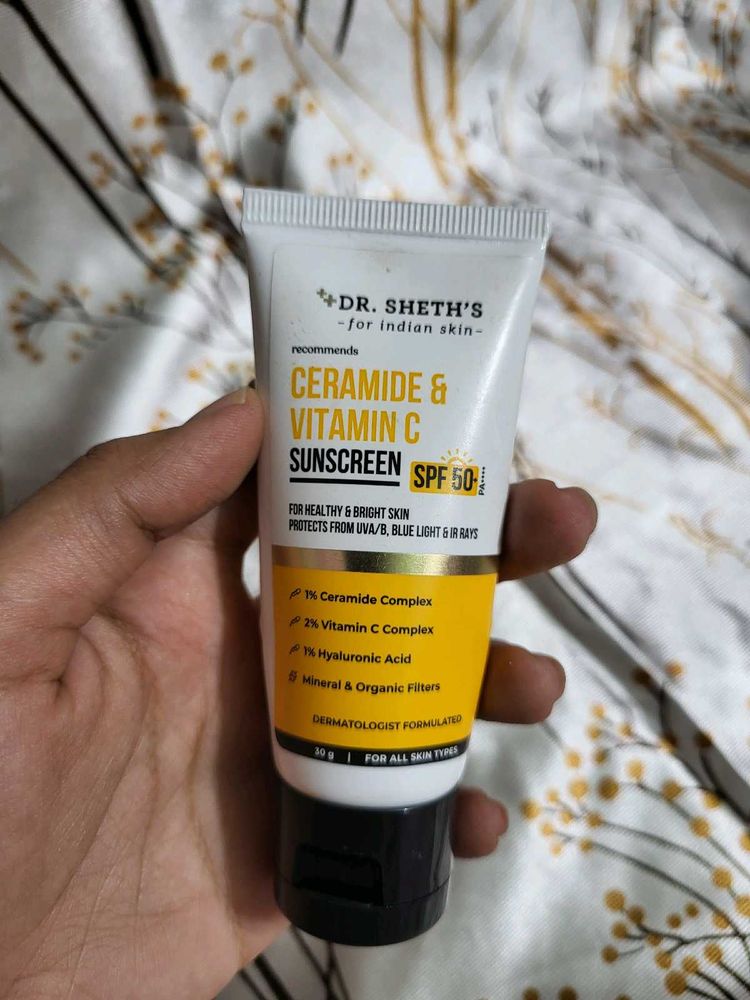 DR. SHETH'S
-for indian skin-
recommends
CERAMIDE &
VITAMIN C
SUNSCREEN
SPF 50+
PA++++
FOR HEALTHY & BRIGHT SKIN
PROTECTS FROM UVA/B, BLUE LIGHT & IR RAYS
1% Ceramide Complex
2% Vitamin C Complex
1% Hyaluronic Acid
Mineral & Organic Filters
DERMATOLOGIST FORMULATED
30 g | FOR ALL SKIN TYPES